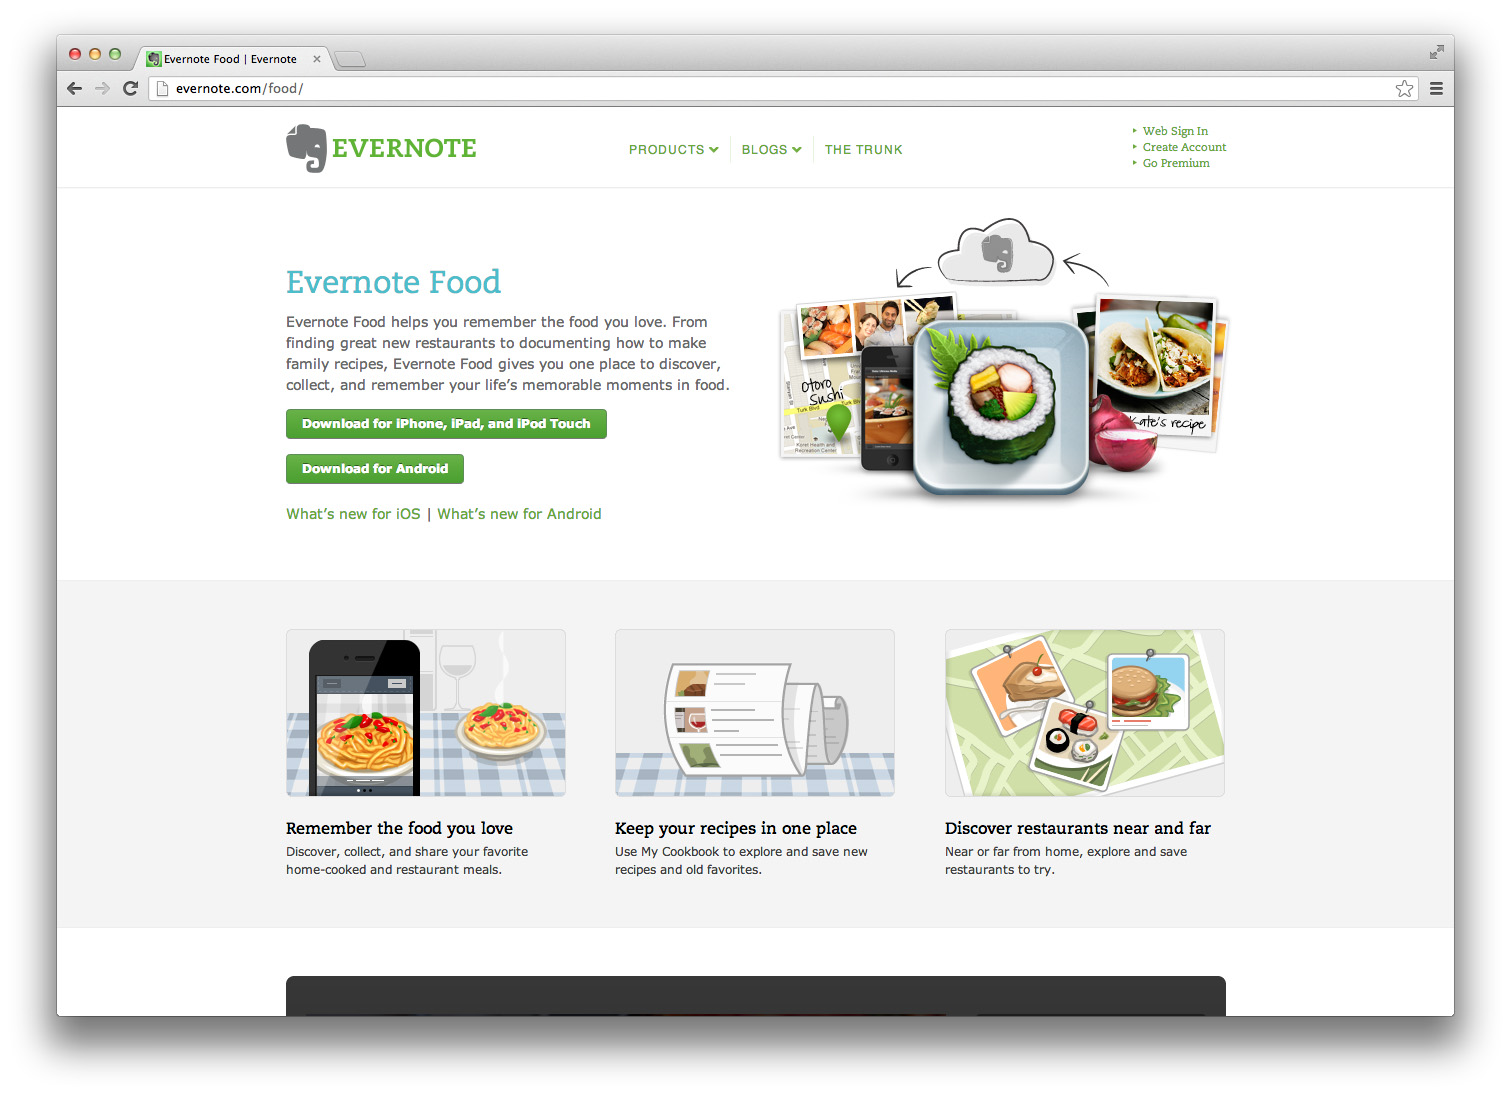 Evernote Food | Evernote
evernote.com/food/
EVERNOTE
PRODUCTS
BLOGS
THE TRUNK
Web Sign In
Create Account
Go Premium
Evernote Food
Evernote Food helps you remember the food you love. From
finding great new restaurants to documenting how to make
family recipes, Evernote Food gives you one place to discover,
collect, and remember your life’s memorable moments in food.
Download for iPhone, iPad, and iPod Touch
Download for Android
What’s new for iOS | What’s new for Android
Otoro
Sushi
Turk Blvd
Turk Blvd
Kate's recipe
Remember the food you love
Discover, collect, and share your favorite
home-cooked and restaurant meals.
Keep your recipes in one place
Use My Cookbook to explore and save new
recipes and old favorites.
Discover restaurants near and far
Near or far from home, explore and save
restaurants to try.